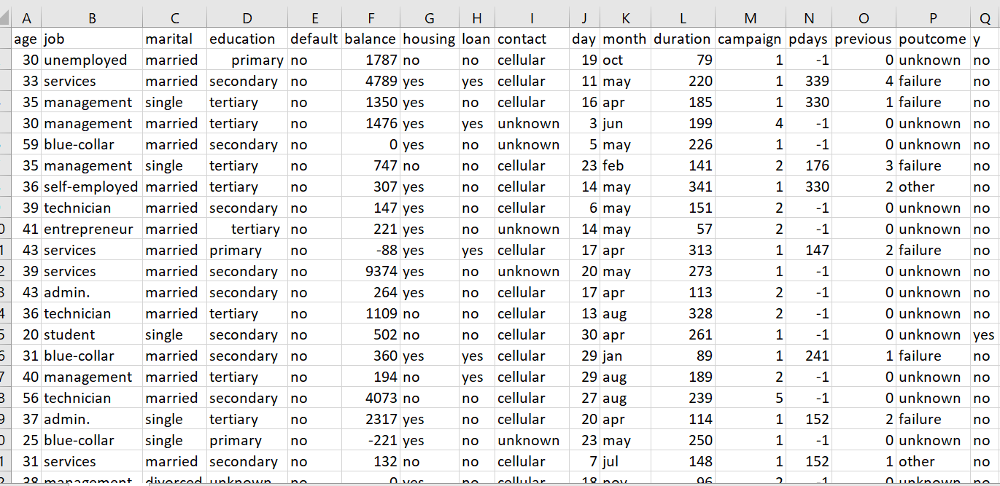 A B C D E F G H I J K L M N O P Q
age job marital education default balance housing loan contact day month duration campaign pdays previous poutcome y
30 unemployed married primary no 1787 no no cellular 19 oct 79 1 -1 0 unknown no
33 services married secondary no 4789 yes yes cellular 11 may 220 1 339 4 failure no
35 management single tertiary no 1350 yes no cellular 16 apr 185 1 330 1 failure no
30 management married tertiary no 1476 yes yes unknown 3 jun 199 4 -1 0 unknown no
59 blue-collar married secondary no 0 yes no unknown 5 may 226 1 -1 0 unknown no
35 management single tertiary no 747 no no cellular 23 feb 141 2 176 3 failure no
36 self-employed married tertiary no 307 yes no cellular 14 may 341 1 330 2 other no
39 technician married secondary no 147 yes no cellular 6 may 151 2 -1 0 unknown no
0 41 entrepreneur married tertiary no 221 yes no unknown 14 may 57 2 -1 0 unknown no
1 43 services married primary no -88 yes yes cellular 17 apr 313 1 147 2 failure no
2 39 services married secondary no 9374 yes no unknown 20 may 273 1 -1 0 unknown no
3 43 admin. married secondary no 264 yes no cellular 17 apr 113 2 -1 0 unknown no
4 36 technician married tertiary no 1109 no no cellular 13 aug 328 2 -1 0 unknown no
5 20 student single secondary no 502 no no cellular 30 apr 261 1 -1 0 unknown yes
6 31 blue-collar married secondary no 360 yes yes cellular 29 jan 89 1 241 1 failure no
7 40 management married tertiary no 194 no yes cellular 29 aug 189 2 -1 0 unknown no
8 56 technician married secondary no 4073 no no cellular 27 aug 239 5 -1 0 unknown no
9 37 admin. single tertiary no 2317 yes no cellular 20 apr 114 1 152 2 failure no
0 25 blue-collar single primary no -221 yes no unknown 23 may 250 1 -1 0 unknown no
1 31 services married secondary no 132 no no cellular 7 jul 148 1 152 1 other no
2 38 management divorced unknown no 0 yes no cellular 18 nov 96 2 -1 0 unknown no